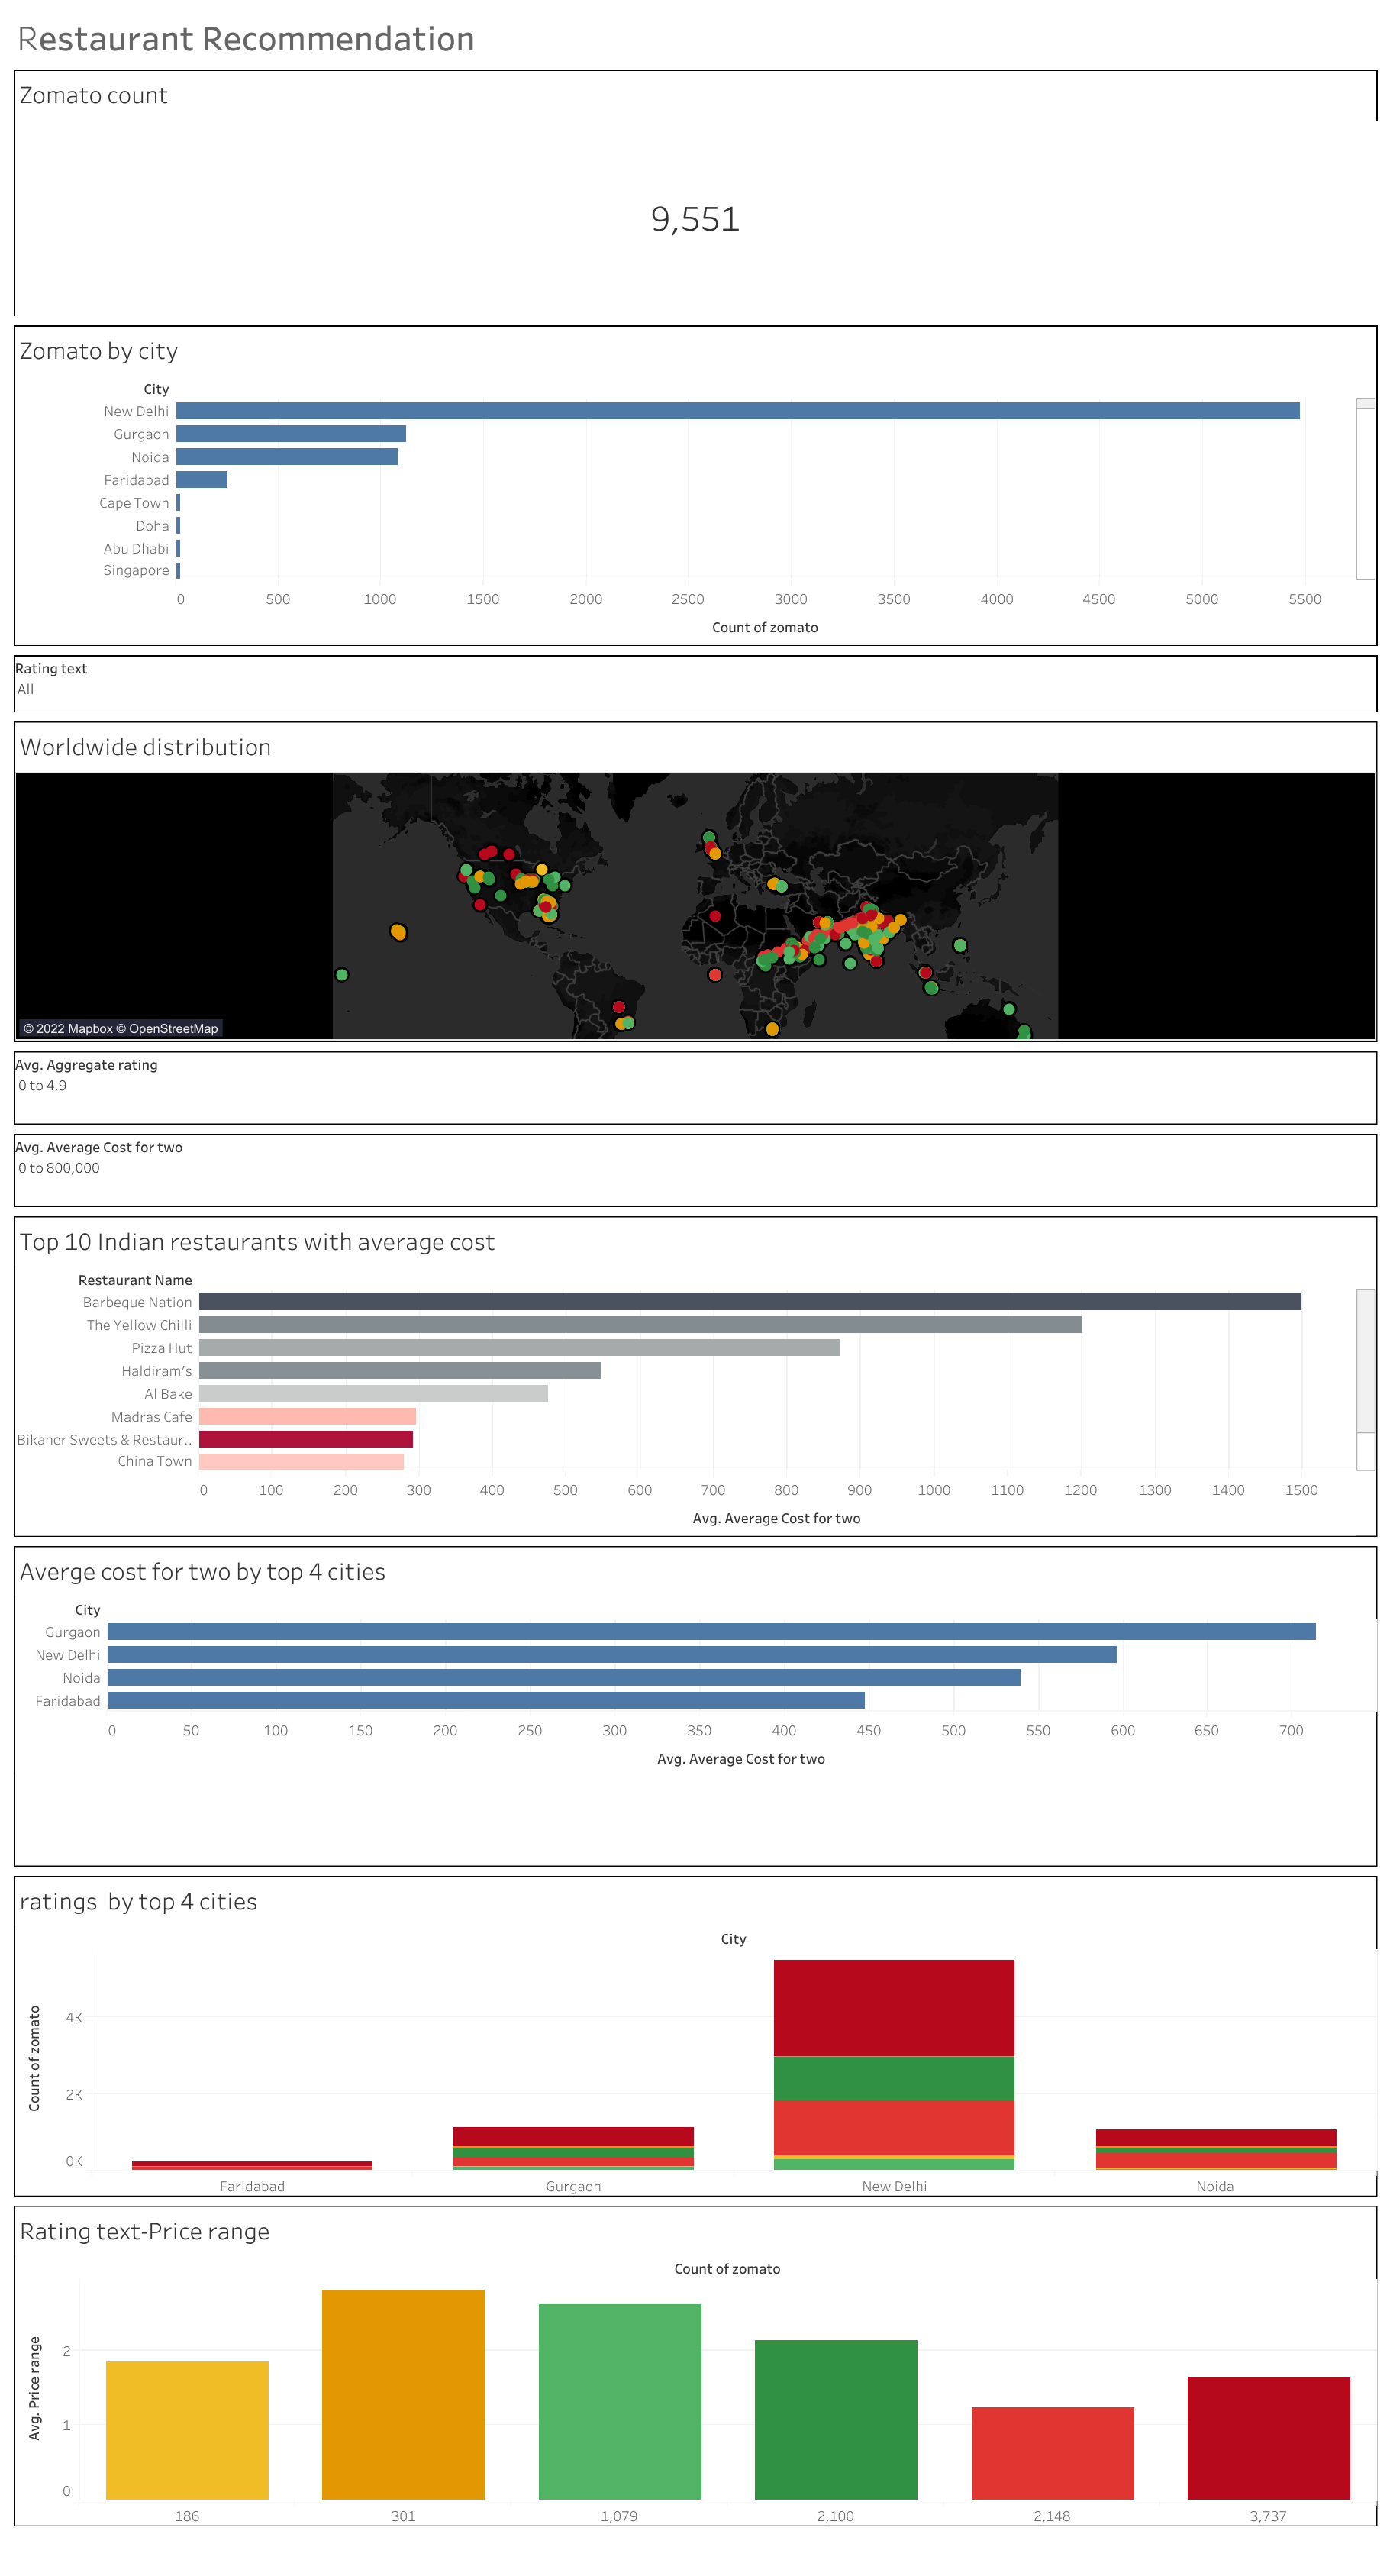 Restaurant Recommendation
Zomato count
9,551
Zomato by city
City
New Delhi
Gurgaon
Noida
Faridabad
Cape Town
Doha
Abu Dhabi
Singapore
0 500 1000 1500 2000 2500 3000 3500 4000 4500 5000 5500
Count of zomato
Rating text
All
Worldwide distribution
© 2022 Mapbox © OpenStreetMap
Avg. Aggregate rating
0 to 4.9
Avg. Average Cost for two
0 to 800,000
Top 10 Indian restaurants with average cost
Restaurant Name
Barbeque Nation
The Yellow Chilli
Pizza Hut
Haldiram's
Al Bake
Madras Cafe
Bikaner Sweets & Restaur..
China Town
0 100 200 300 400 500 600 700 800 900 1000 1100 1200 1300 1400 1500
Avg. Average Cost for two
Averge cost for two by top 4 cities
City
Gurgaon
New Delhi
Noida
Faridabad
0 50 100 150 200 250 300 350 400 450 500 550 600 650 700
Avg. Average Cost for two
ratings  by top 4 cities
City
Count of zomato
4K
2K
0K
Faridabad Gurgaon New Delhi Noida
Rating text-Price range
Count of zomato
Avg. Price range
2
1
0
186 301 1,079 2,100 2,148 3,737